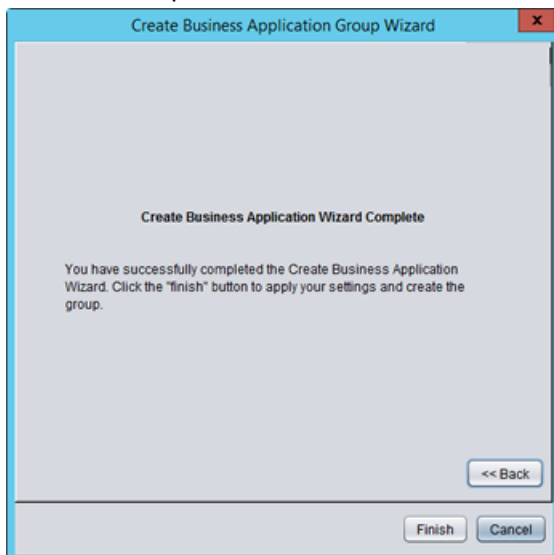 Create Business Application Group Wizard
x
Create Business Application Wizard Complete
You have successfully completed the Create Business Application
Wizard. Click the "finish" button to apply your settings and create the
group.
<< Back
Finish
Cancel